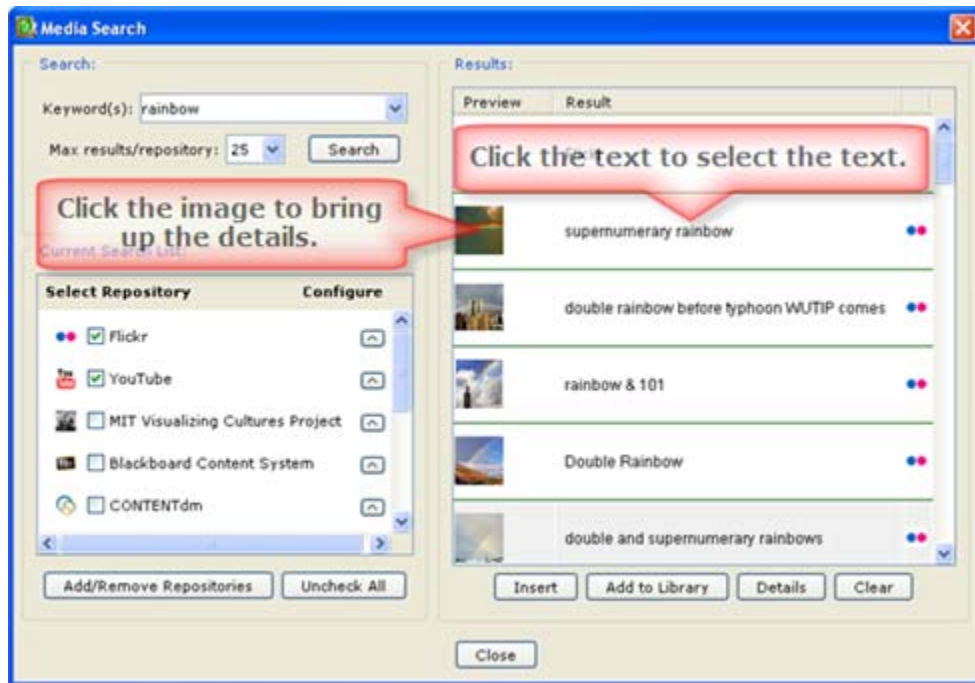 Media Search
Search:
Keyword(s): rainbow
Max results/repository: 25 Search
Click the image to bring
up the details.
Current Search List:
Select Repository Configure
Flickr
YouTube
MIT Visualizing Cultures Project
Blackboard Content System
CONTENTdm
Add/Remove Repositories Uncheck All
Results:
Preview Result
Click the text to select the text.
supernumerary rainbow
double rainbow before typhoon WUTIP comes
rainbow & 101
Double Rainbow
double and supernumerary rainbows
Insert Add to Library Details Clear
Close